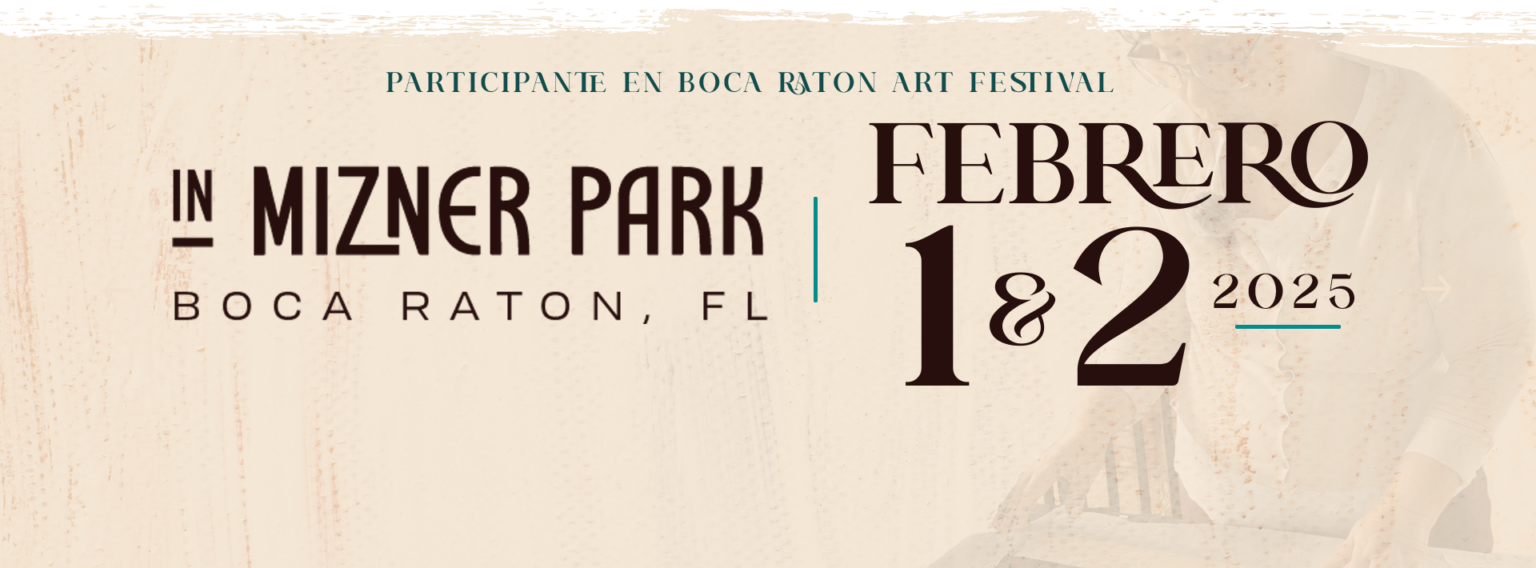 PARTICIPANTE EN BOCA RATON ART FESTIVAL
IN MIZNER PARK
BOCA RATON, FL
FEBRERO
1 & 2 2025